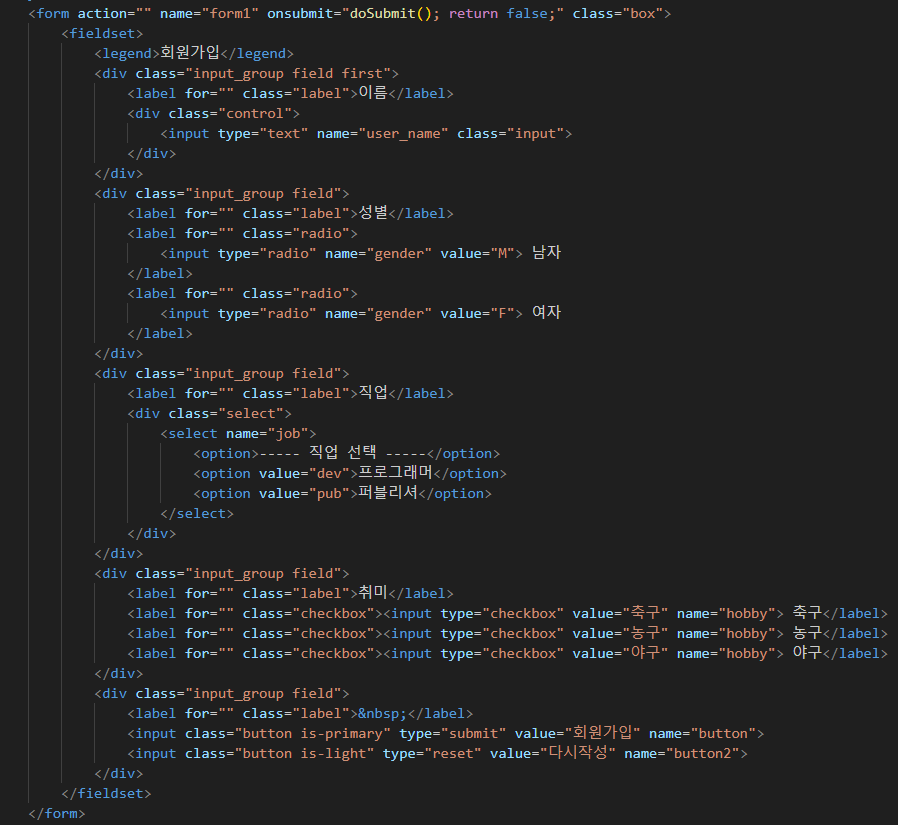 <form action="" name="form1" onsubmit="doSubmit(); return false;" class="box">
<fieldset>
<legend>회원가입</legend>
<div class="input_group field first">
<label for="" class="label">이름</label>
<div class="control">
<input type="text" name="user_name" class="input">
</div>
</div>
<div class="input_group field">
<label for="" class="label">성별</label>
<label for="" class="radio">
<input type="radio" name="gender" value="M"> 남자
</label>
<label for="" class="radio">
<input type="radio" name="gender" value="F"> 여자
</label>
</div>
<div class="input_group field">
<label for="" class="label">직업</label>
<div class="select">
<select name="job">
<option>----- 직업 선택 -----</option>
<option value="dev">프로그래머</option>
<option value="pub">퍼블리셔</option>
</select>
</div>
</div>
<div class="input_group field">
<label for="" class="label">취미</label>
<label for="" class="checkbox"><input type="checkbox" value="축구" name="hobby"> 축구</label>
<label for="" class="checkbox"><input type="checkbox" value="농구" name="hobby"> 농구</label>
<label for="" class="checkbox"><input type="checkbox" value="야구" name="hobby"> 야구</label>
</div>
<div class="input_group field">
<label for="" class="label">&nbsp;</label>
<input class="button is-primary" type="submit" value="회원가입" name="button">
<input class="button is-light" type="reset" value="다시작성" name="button2">
</div>
</fieldset>
</form>